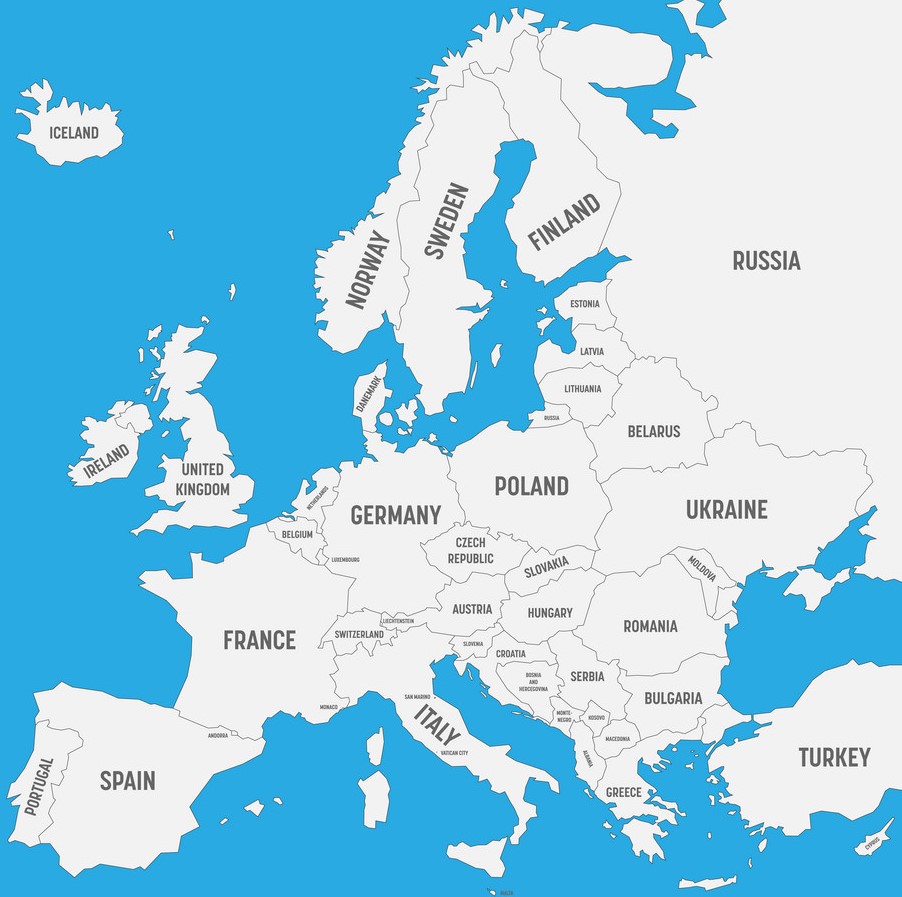 ICELAND
NORWAY
SWEDEN
FINLAND
RUSSIA
ESTONIA
LATVIA
LITHUANIA
DANEMARK
RUSSIA
BELARUS
IRELAND
UNITED
KINGDOM
NETHERLANDS
POLAND
UKRAINE
GERMANY
BELGIUM
CZECH
REPUBLIC
LUXEMBOURG
SLOVAKIA
MOLDOVA
AUSTRIA
HUNGARY
LIECHTENSTEIN
FRANCE
SWITZERLAND
ROMANIA
SLOVENIA
CROATIA
BOSNIA
AND
HERCEGOVINA
SERBIA
SAN MARINO
BULGARIA
MONACO
ITALY
MONTE-
NEGRO
KOSOVO
ANDORRA
MACEDONIA
VATICAN CITY
ALBANIA
TURKEY
PORTUGAL
SPAIN
GREECE
CYPRUS
MALTA